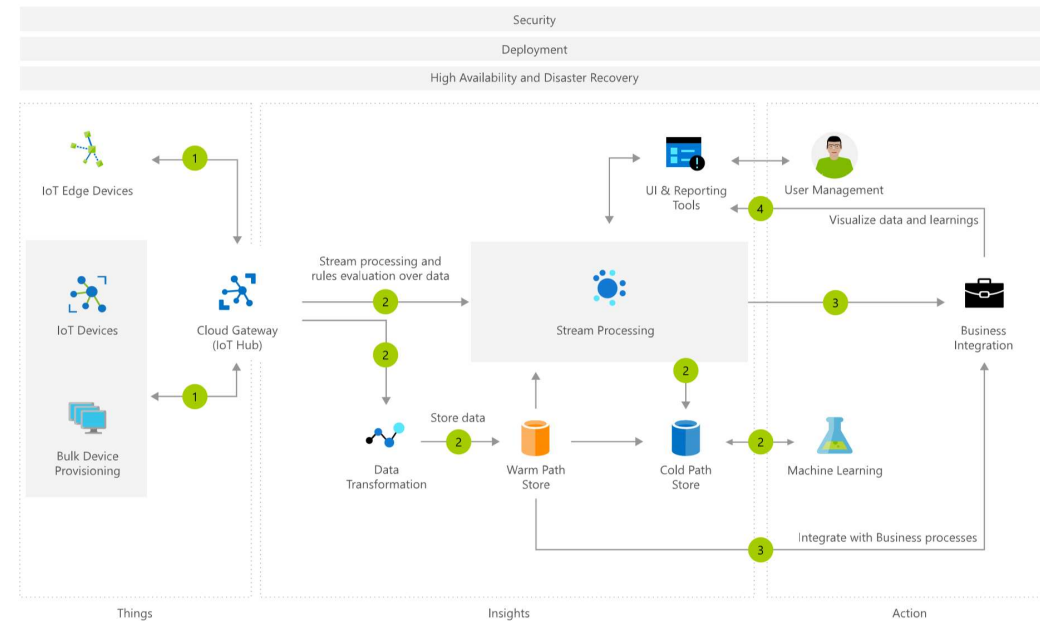 Security
Deployment
High Availability and Disaster Recovery
1
IoT Edge Devices
UI & Reporting
Tools
User Management
4
Visualize data and learnings
Stream processing and
rules evaluation over data
IoT Devices
Cloud Gateway
(IoT Hub)
2
Stream Processing
3
Business
Integration
2
2
1
Bulk Device
Provisioning
Store data
2
Data
Transformation
Warm Path
Store
Cold Path
Store
2
Machine Learning
Integrate with Business processes
3
Things
Insights
Action